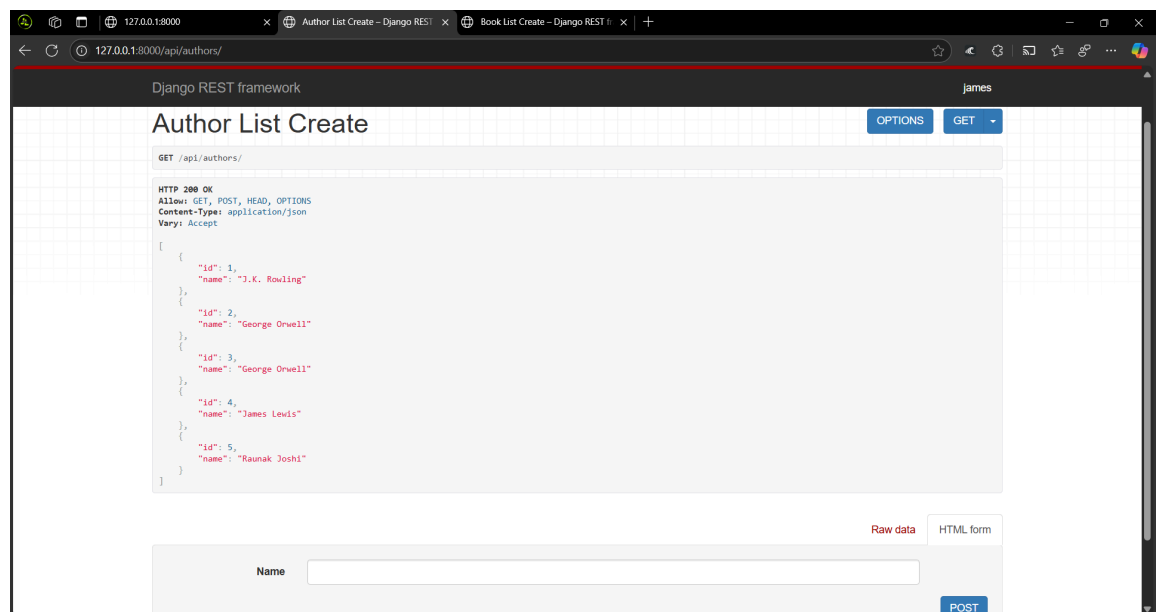 127.0.0.1:8000
Author List Create – Django REST
Book List Create – Django REST fr
127.0.0.1:8000/api/authors/
Django REST framework
james
Author List Create
OPTIONS
GET
GET /api/authors/
HTTP 200 OK
Allow: GET, POST, HEAD, OPTIONS
Content-Type: application/json
Vary: Accept
[
{
"id": 1,
"name": "J.K. Rowling"
},
{
"id": 2,
"name": "George Orwell"
},
{
"id": 3,
"name": "George Orwell"
},
{
"id": 4,
"name": "James Lewis"
},
{
"id": 5,
"name": "Raunak Joshi"
}
]
Raw data
HTML form
Name
POST